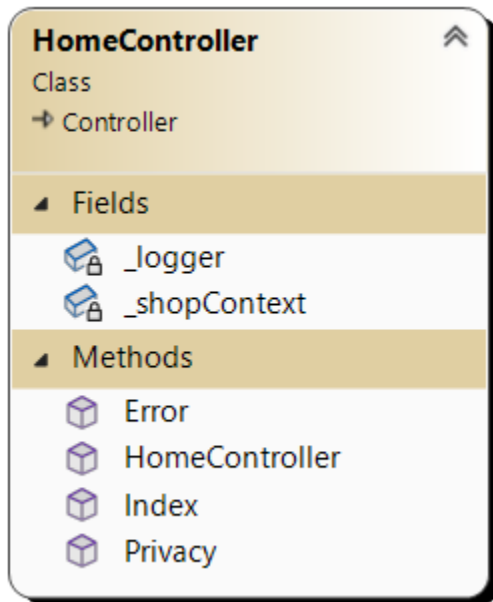 HomeController
Class
Controller
Fields
_logger
_shopContext
Methods
Error
HomeController
Index
Privacy